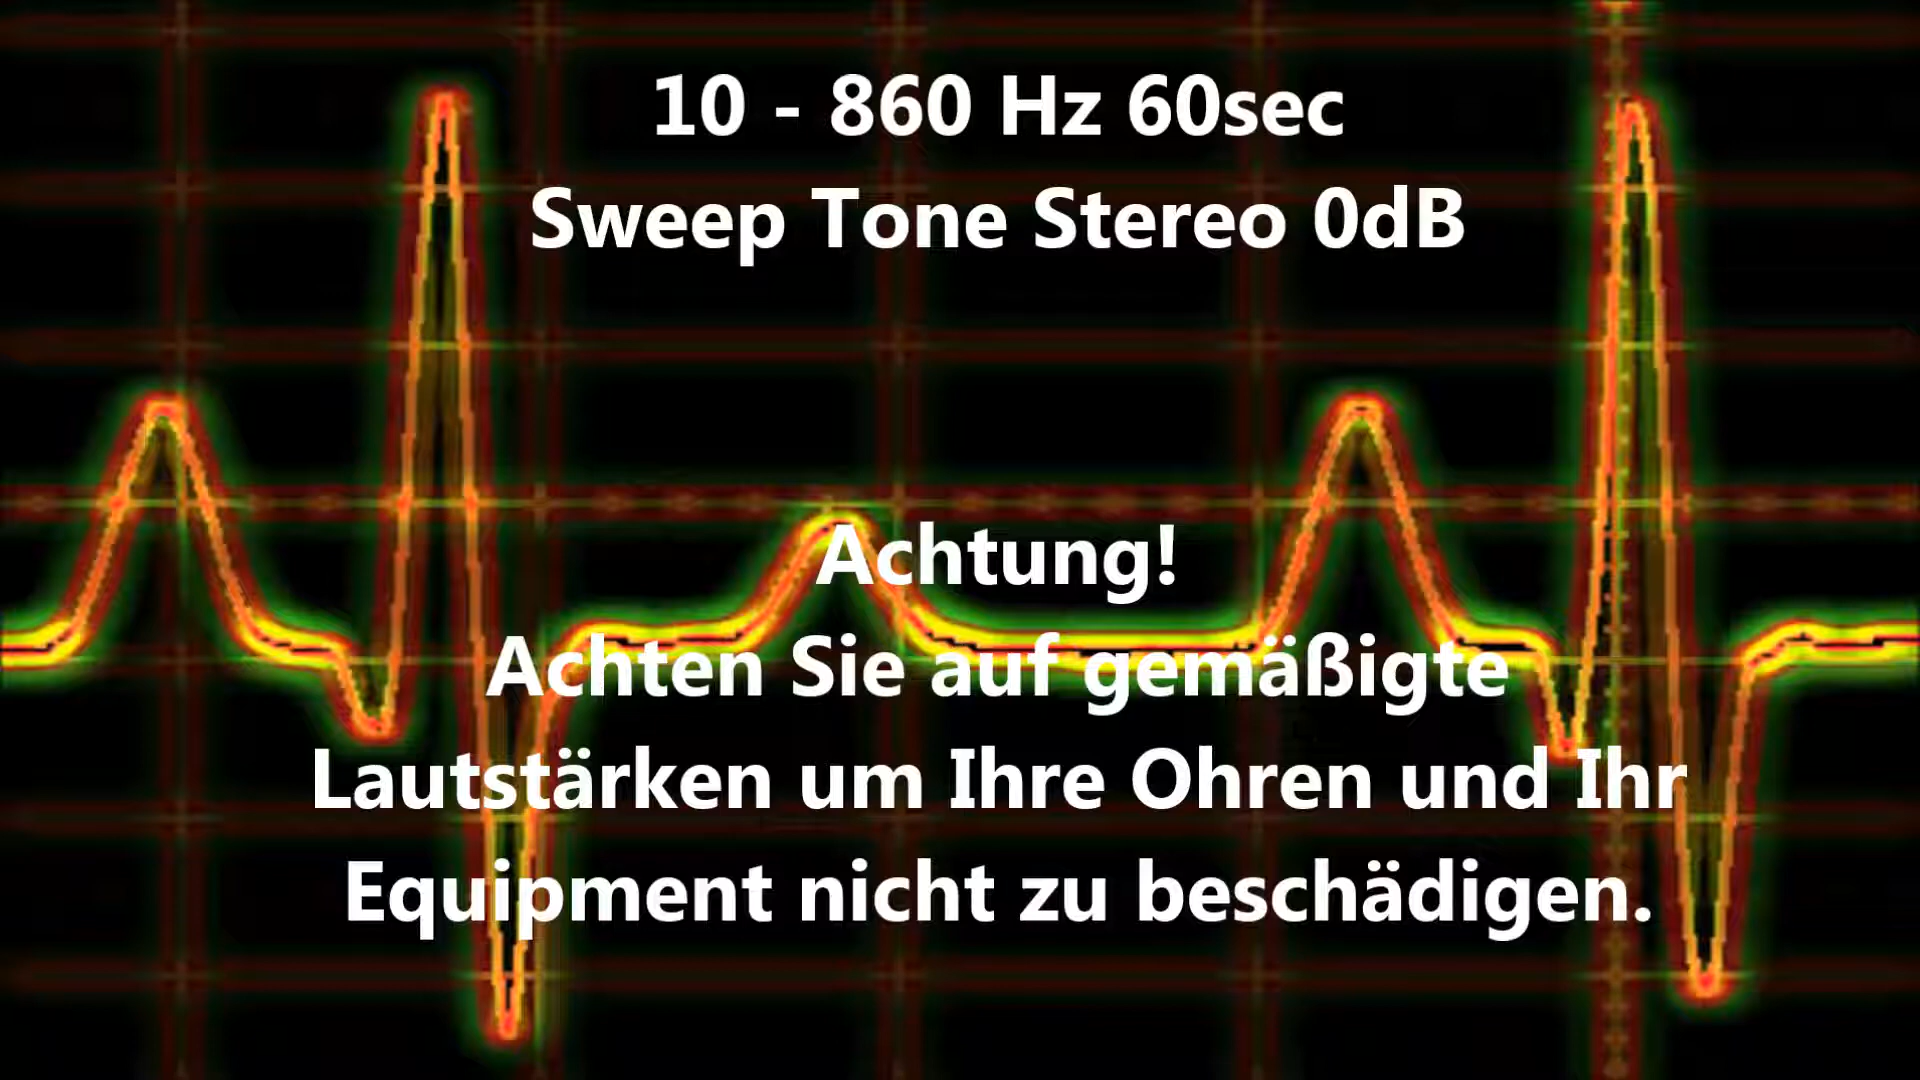 10 - 860 Hz 60sec
Sweep Tone Stereo 0dB
Achtung!
Achten Sie auf gemäßigte
Lautstärken um Ihre Ohren und Ihr
Equipment nicht zu beschädigen.